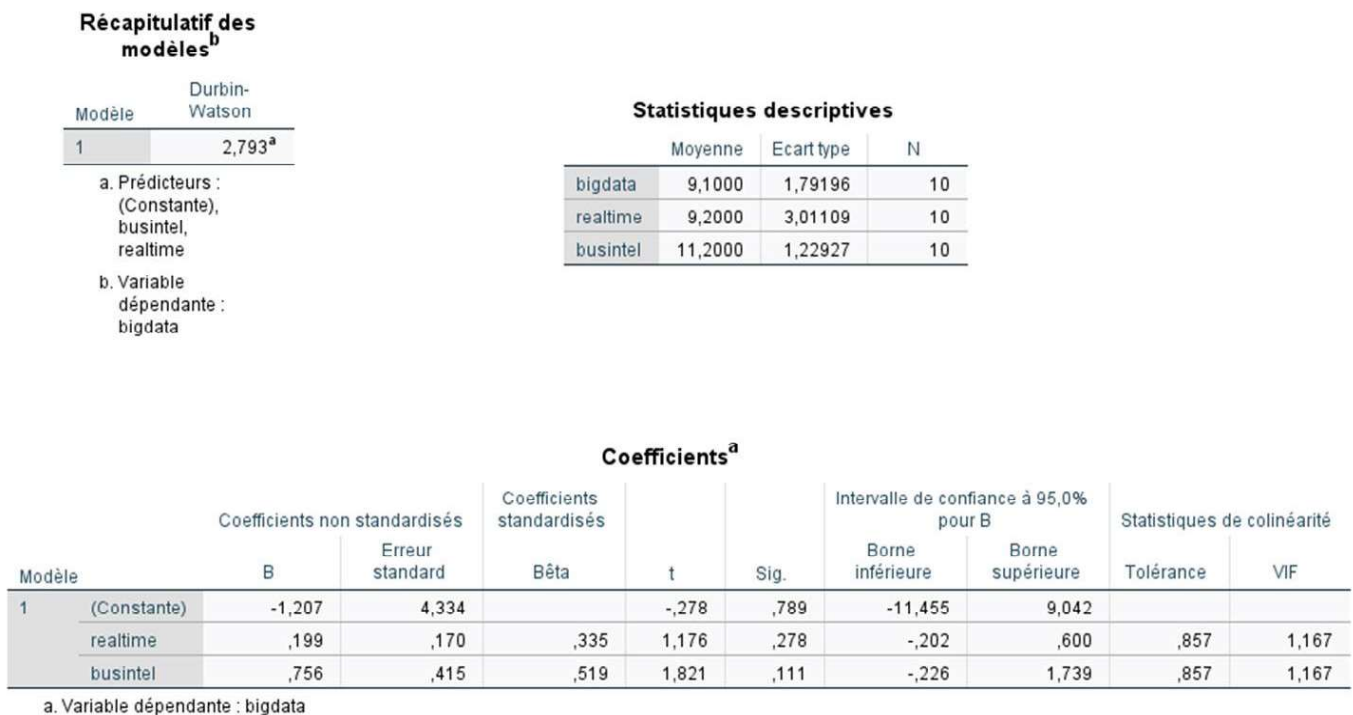 Récapitulatif des
modèles^b
Durbin-
Modèle Watson
1 2,793^a
a. Prédicteurs :
(Constante),
busintel,
realtime
b. Variable
dépendante :
bigdata
Statistiques descriptives
Moyenne Ecart type N
bigdata 9,1000 1,79196 10
realtime 9,2000 3,01109 10
busintel 11,2000 1,22927 10
Coefficients^a
Coefficients non standardisés
Coefficients
standardisés
Intervalle de confiance à 95,0%
pour B
Statistiques de colinéarité
Modèle
B
Erreur
standard
Bêta
t
Sig.
Borne
inférieure
Borne
supérieure
Tolérance
VIF
1 (Constante) -1,207 4,334 -,278 ,789 -11,455 9,042
realtime ,199 ,170 ,335 1,176 ,278 -,202 ,600 ,857 1,167
busintel ,756 ,415 ,519 1,821 ,111 -,226 1,739 ,857 1,167
a. Variable dépendante : bigdata